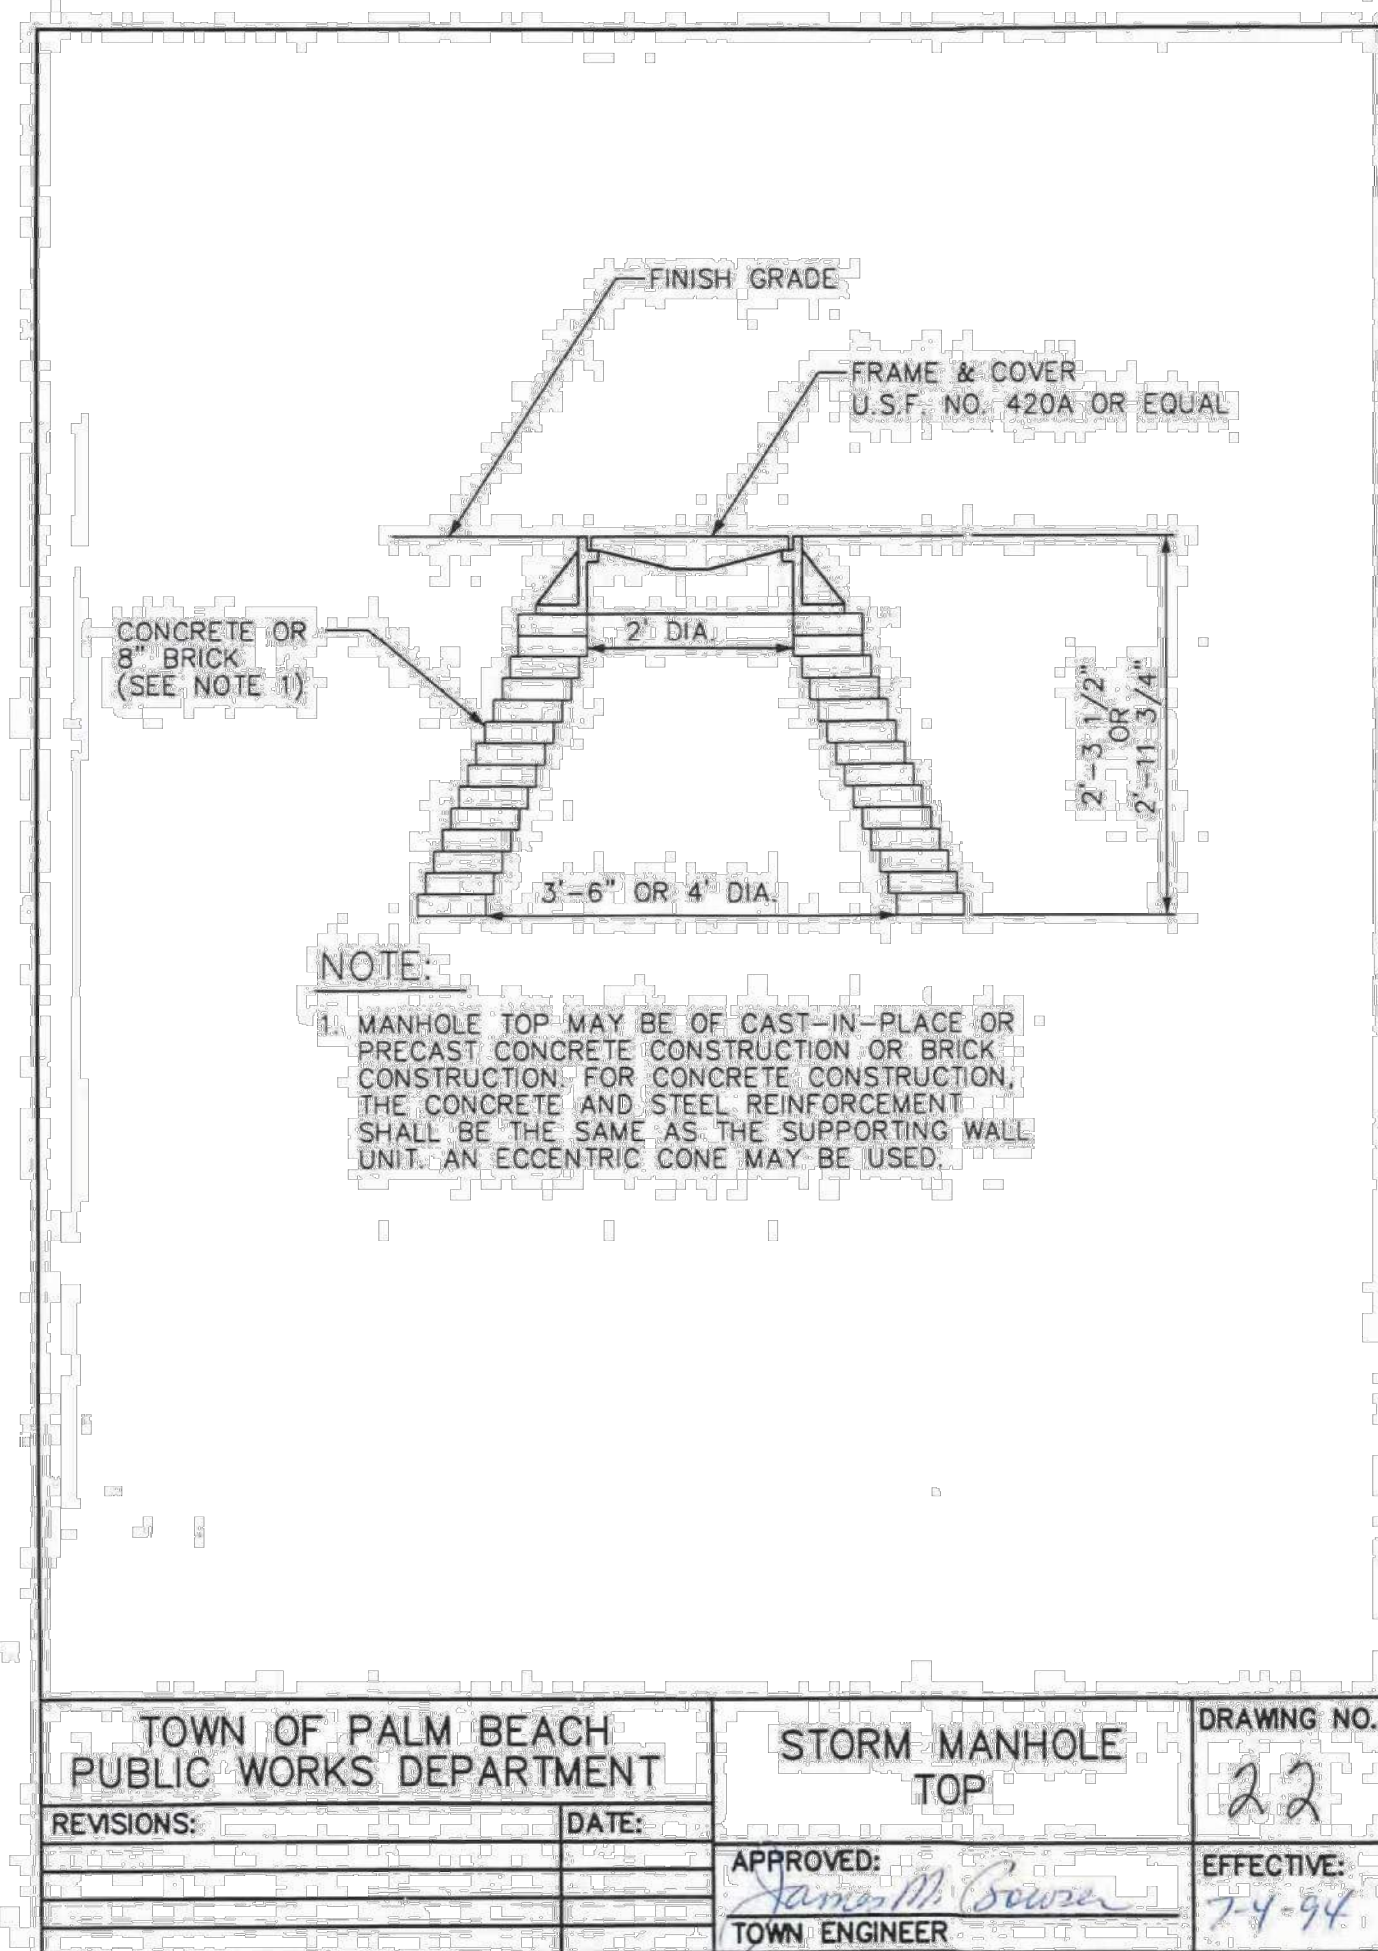 FINISH GRADE
FRAME & COVER
U.S.F. NO. 420A OR EQUAL
CONCRETE OR
8" BRICK
(SEE NOTE 1)
2' DIA.
2'-3 1/2"
OR
2'-11 3/4"
3'-6" OR 4' DIA.
NOTE:
1. MANHOLE TOP MAY BE OF CAST-IN-PLACE OR
PRECAST CONCRETE CONSTRUCTION OR BRICK
CONSTRUCTION. FOR CONCRETE CONSTRUCTION,
THE CONCRETE AND STEEL REINFORCEMENT
SHALL BE THE SAME AS THE SUPPORTING WALL
UNIT. AN ECCENTRIC CONE MAY BE USED.
TOWN OF PALM BEACH
PUBLIC WORKS DEPARTMENT
REVISIONS:
DATE:
STORM MANHOLE
TOP
APPROVED:
James M. Bowser
TOWN ENGINEER
DRAWING NO.
22
EFFECTIVE:
7-4-94